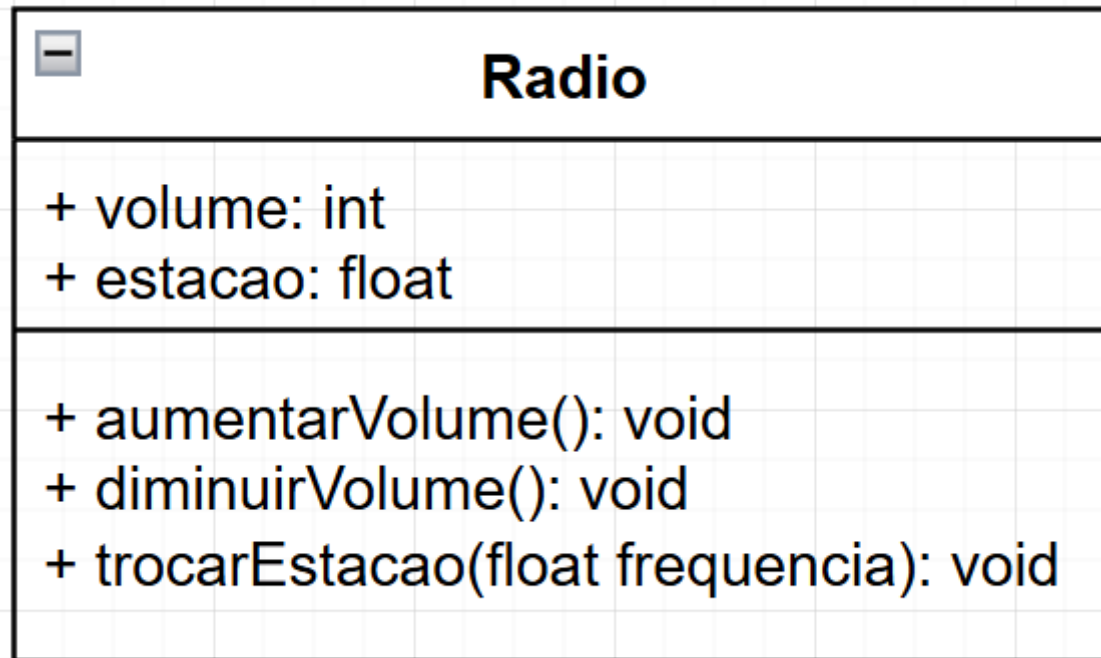 Radio
+ volume: int
+ estacao: float
+ aumentarVolume(): void
+ diminuirVolume(): void
+ trocarEstacao(float frequencia): void